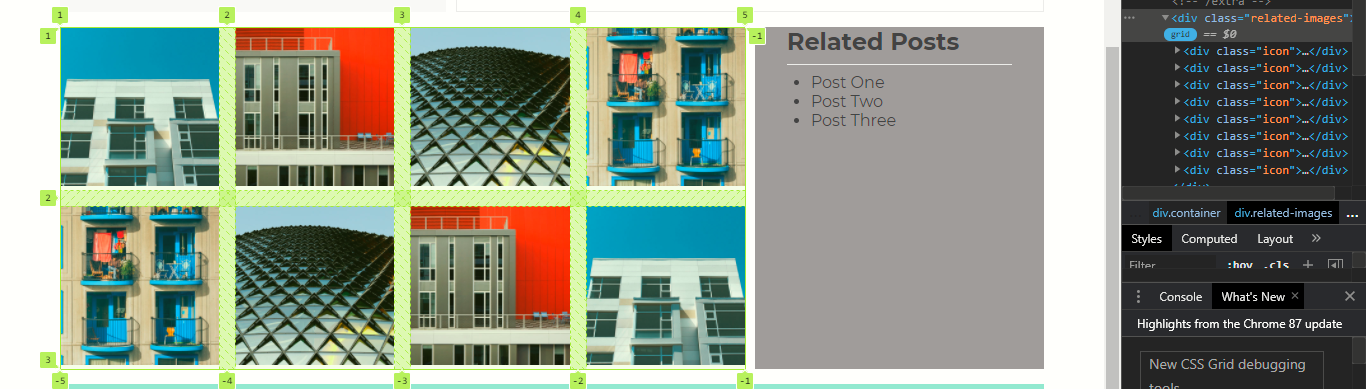 1 2 3 4 5
1
-1
2
3
-5 -4 -3 -2 -1
Related Posts
Post One
Post Two
Post Three
<!-- /extra -->
<div class="related-images">
grid == $0
<div class="icon">…</div>
<div class="icon">…</div>
<div class="icon">…</div>
<div class="icon">…</div>
<div class="icon">…</div>
<div class="icon">…</div>
<div class="icon">…</div>
<div class="icon">…</div>
div.container div.related-images ...
Styles Computed Layout »
Filter :hov .cls +
Console What's New × ×
Highlights from the Chrome 87 update
New CSS Grid debugging
tools